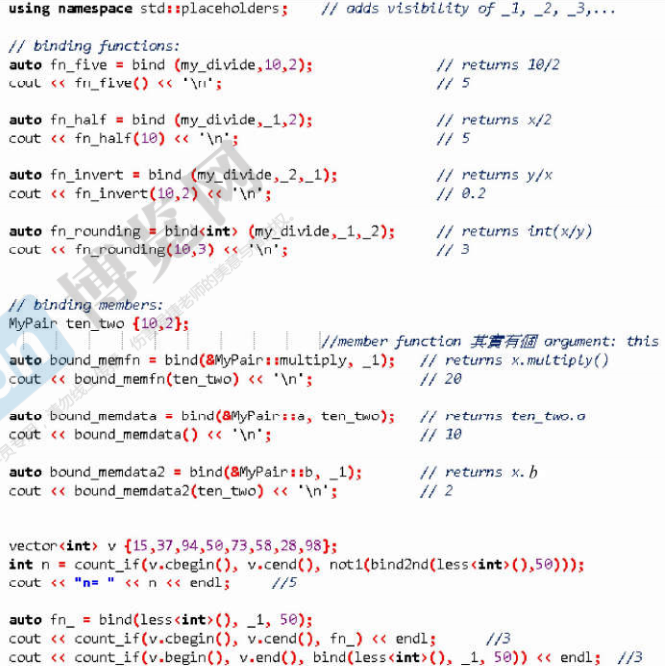 using namespace std::placeholders;    // adds visibility of _1, _2, _3,...
// binding functions:
auto fn_five = bind (my_divide,10,2);    // returns 10/2
cout << fn_five() << '\n';    // 5
auto fn_half = bind (my_divide,_1,2);    // returns x/2
cout << fn_half(10) << '\n';    // 5
auto fn_invert = bind (my_divide,_2,_1);    // returns y/x
cout << fn_invert(10,2) << '\n';    // 0.2
auto fn_rounding = bind<int> (my_divide,_1,_2);    // returns int(x/y)
cout << fn_rounding(10,3) << '\n';    // 3
// binding members:
MyPair ten_two {10,2};
//member function 其實有個 argument: this
auto bound_memfn = bind(&MyPair::multiply, _1);    // returns x.multiply()
cout << bound_memfn(ten_two) << '\n';    // 20
auto bound_memdata = bind(&MyPair::a, ten_two);    // returns ten_two.a
cout << bound_memdata() << '\n';    // 10
auto bound_memdata2 = bind(&MyPair::b, _1);    // returns x.b
cout << bound_memdata2(ten_two) << '\n';    // 2
vector<int> v {15,37,94,50,73,58,28,98};
int n = count_if(v.cbegin(), v.cend(), not1(bind2nd(less<int>(),50)));
cout << "n= " << n << endl;    //5
auto fn_ = bind(less<int>(), _1, 50);
cout << count_if(v.cbegin(), v.cend(), fn_) << endl;    //3
cout << count_if(v.begin(), v.end(), bind(less<int>(), _1, 50)) << endl;    //3
博览网